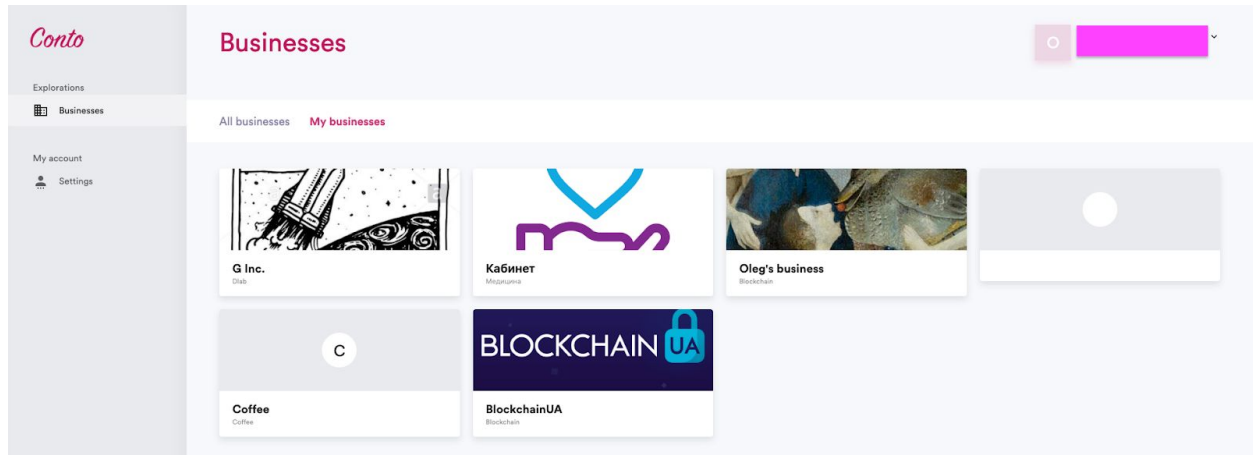 Conto
Businesses
O
Explorations
Businesses
All businesses My businesses
My account
Settings
a
G Inc.
Dlab
Кабинет
Медицина
Oleg's business
Blockchain
C
Coffee
Coffee
BLOCKCHAIN UA
BlockchainUA
Blockchain